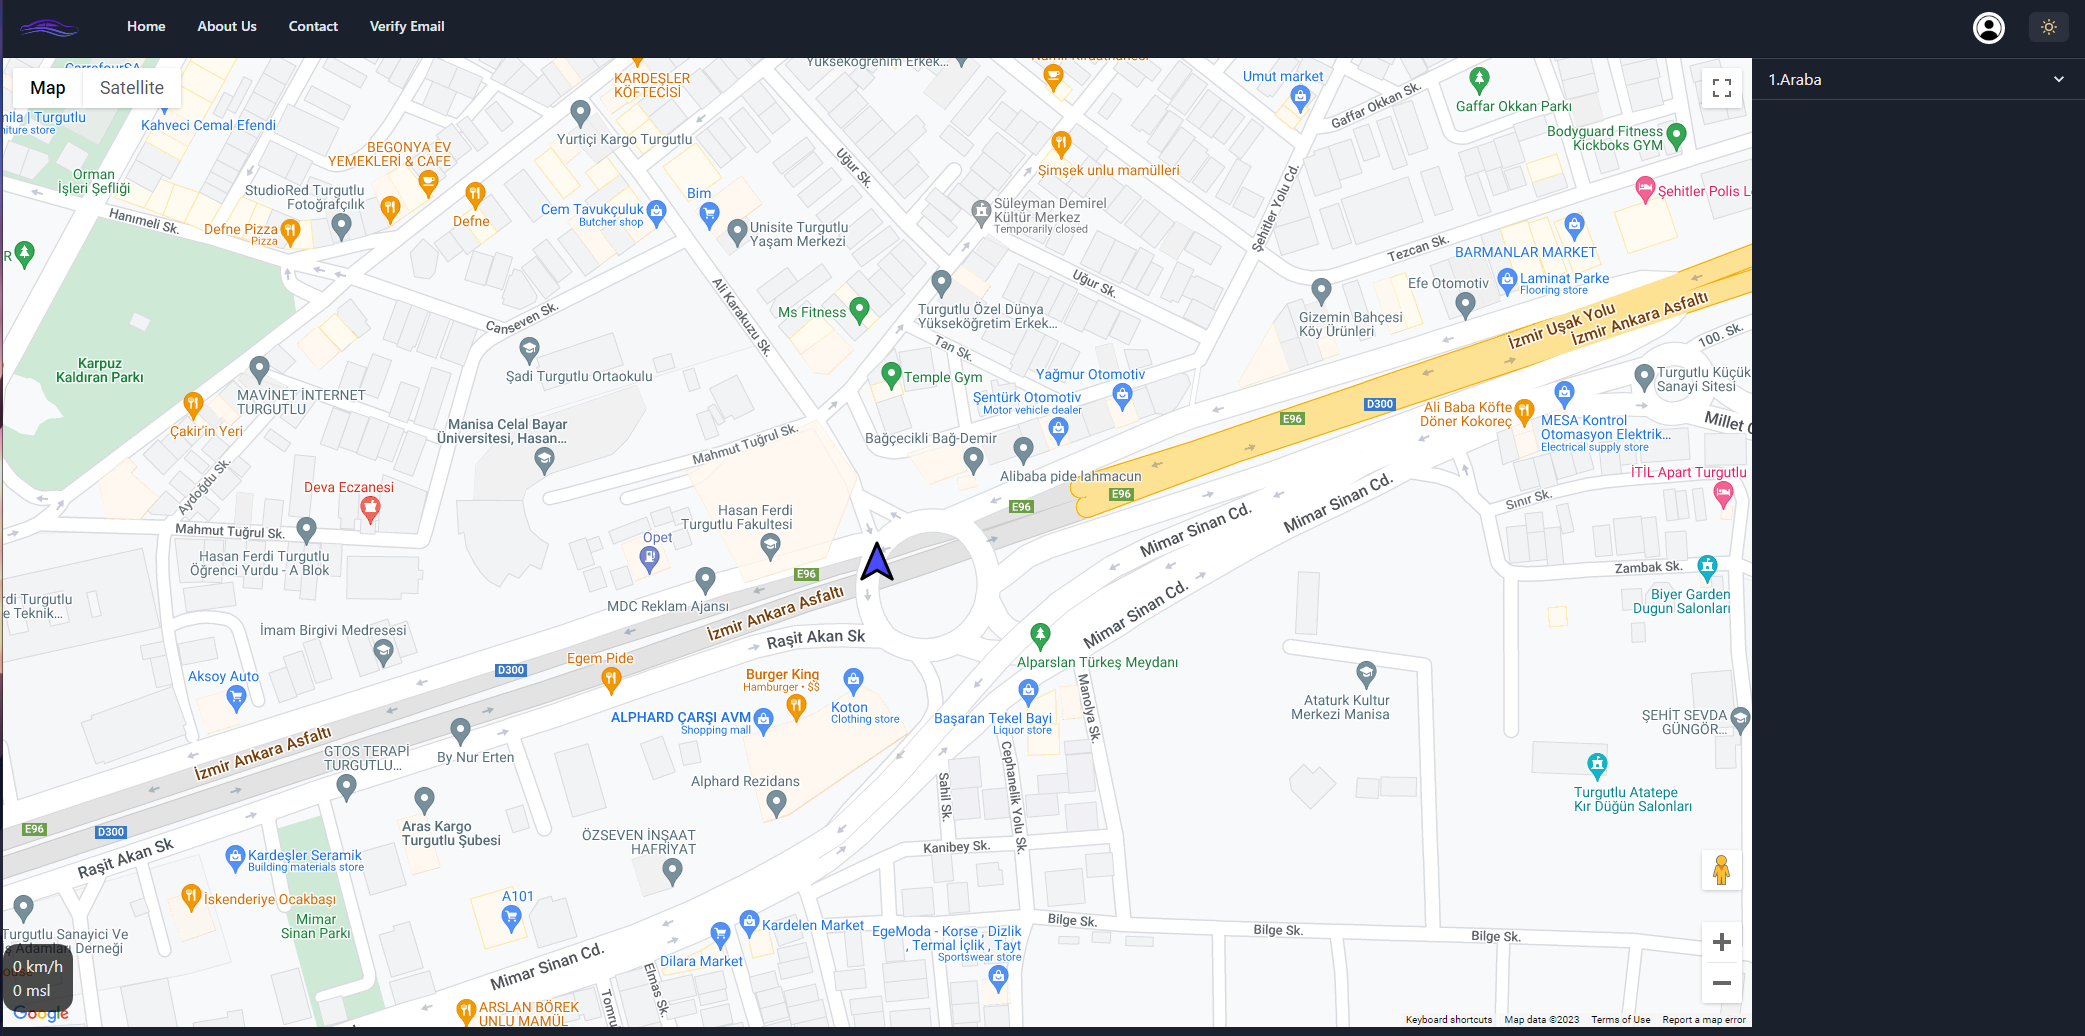 Home
About Us
Contact
Verify Email
1.Araba
Map
Satellite
KARDEŞLER
KÖFTECİSİ
Umut market
Gaffar Okkan Sk.
Gaffar Okkan Parkı
Kahveci Cemal Efendi
Yurtiçi Kargo Turgutlu
Bodyguard Fitness
Kickboks GYM
BEGONYA EV
YEMEKLERİ & CAFE
Uğur Sk.
Şimşek unlu mamülleri
Orman
İşleri Şefliği
StudioRed Turgutlu
Fotoğrafçılık
Bim
Cem Tavukçuluk
Butcher shop
Süleyman Demirel
Kültür Merkez
Temporarily closed
Şehitler Yolu Cd.
Şehitler Polis L
Hanımeli Sk.
Defne Pizza
Pizza
Defne
Unisite Turgutlu
Yaşam Merkezi
Tezcan Sk.
BARMANLAR MARKET
Laminat Parke
Flooring store
Efe Otomotiv
Uğur Sk.
Ali Karakuzu Sk.
Canseven Sk.
Ms Fitness
Turgutlu Özel Dünya
Yükseköğretim Erkek...
Gizemin Bahçesi
Köy Ürünleri
İzmir Uşak Yolu
İzmir Ankara Asfaltı
100. Sk.
Karpuz
Kaldıran Parkı
Şadi Turgutlu Ortaokulu
Tan Sk.
Temple Gym
Yağmur Otomotiv
Turgutlu Küçük
Sanayi Sitesi
MAVİNET İNTERNET
TURGUTLU
Şentürk Otomotiv
Motor vehicle dealer
D300
E96
Ali Baba Köfte
Döner Kokoreç
MESA Kontrol
Otomasyon Elektrik...
Electrical supply store
Millet
Çakir'in Yeri
Manisa Celal Bayar
Üniversitesi, Hasan...
Mahmut Tuğrul Sk.
Bağçecikli Bağ-Demir
Alibaba pide lahmacun
İTİL Apart Turgutlu
Aydoğdu Sk.
Deva Eczanesi
E96
E96
Sınır Sk.
Mimar Sinan Cd.
Mimar Sinan Cd.
Hasan Ferdi
Turgutlu Fakultesi
Mahmut Tuğrul Sk.
Opet
Hasan Ferdi Turgutlu
Öğrenci Yurdu - A Blok
E96
Zambak Sk.
MDC Reklam Ajansı
İzmir Ankara Asfaltı
Mimar Sinan Cd.
Biyer Garden
Dugun Salonları
rdi Turgutlu
e Teknik...
İmam Birgivi Medresesi
Raşit Akan Sk
Egem Pide
D300
Alparslan Türkeş Meydanı
Aksoy Auto
Burger King
Hamburger • $$
Koton
Clothing store
Manolya Sk.
Ataturk Kultur
Merkezi Manisa
ALPHARD ÇARŞI AVM
Shopping mall
Başaran Tekel Bayi
Liquor store
ŞEHİT SEVDA
GÜNGÖR...
İzmir Ankara Asfaltı
GTOS TERAPİ
TURGUTLU...
By Nur Erten
Alphard Rezidans
Sahil Sk.
Cephanelik Yolu Sk.
Turgutlu Atatepe
Kır Düğün Salonları
E96
D300
Aras Kargo
Turgutlu Şubesi
ÖZSEVEN İNŞAAT
HAFRİYAT
Raşit Akan Sk
Kanibey Sk.
Kardeşler Seramik
Building materials store
İskenderiye Ocakbaşı
A101
Mimar
Sinan Parkı
Kardelen Market
Bilge Sk.
Bilge Sk.
Bilge Sk.
Turgutlu Sanayici Ve
Adamları Derneği
EgeModa - Korse , Dizlik
, Termal İçlik , Tayt
Sportswear store
Dilara Market
Mimar Sinan Cd.
Elmas Sk.
0 km/h
0 msl
Google
ARSLAN BÖREK
UNLU MAMÜL
Keyboard shortcuts
Map data ©2023
Terms of Use
Report a map error